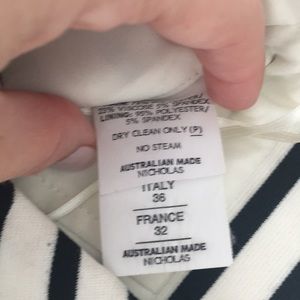 25% VISCOSE 5% SPANDEX
LINING: 95% POLYESTER/
5% SPANDEX
DRY CLEAN ONLY (P)
NO STEAM
AUSTRALIAN MADE
NICHOLAS
ITALY
36
FRANCE
32
AUSTRALIAN MADE
NICHOLAS